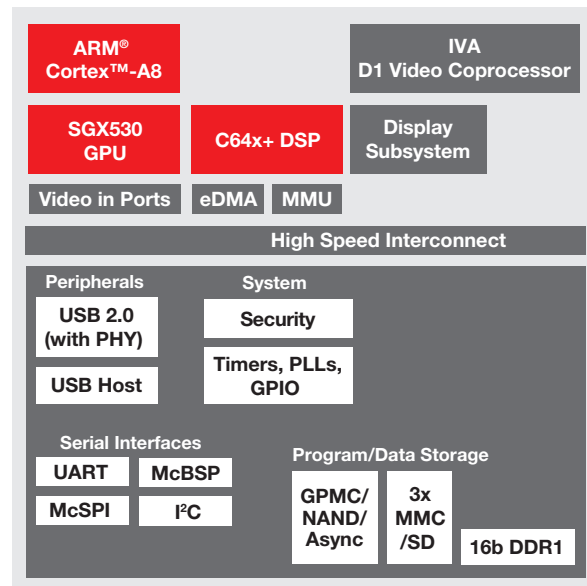 ARM®
Cortex™-A8
IVA
D1 Video Coprocessor
SGX530
GPU
C64x+ DSP
Display
Subsystem
Video in Ports
eDMA
MMU
High Speed Interconnect
Peripherals
USB 2.0
(with PHY)
USB Host
System
Security
Timers, PLLs,
GPIO
Serial Interfaces
UART
McBSP
McSPI
I²C
Program/Data Storage
GPMC/
NAND/
Async
3x
MMC
/SD
16b DDR1